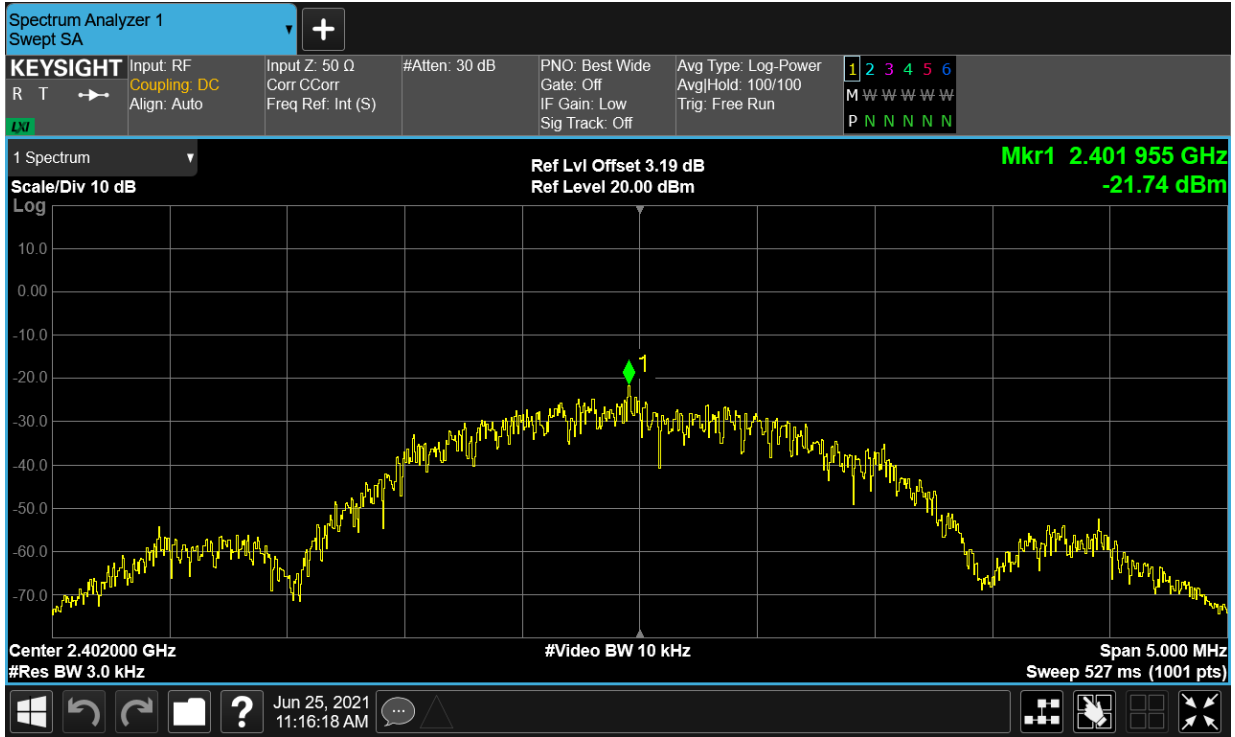 Spectrum Analyzer 1
Swept SA
+
KEYSIGHT
R T
LXI
Input: RF
Coupling: DC
Align: Auto
Input Z: 50 Ω
Corr CCorr
Freq Ref: Int (S)
#Atten: 30 dB
PNO: Best Wide
Gate: Off
IF Gain: Low
Sig Track: Off
Avg Type: Log-Power
Avg|Hold: 100/100
Trig: Free Run
1 2 3 4 5 6
M W W W W W
P N N N N N
1 Spectrum
Scale/Div 10 dB
Log
Ref Lvl Offset 3.19 dB
Ref Level 20.00 dBm
Mkr1 2.401 955 GHz
-21.74 dBm
10.0
0.00
-10.0
-20.0
-30.0
-40.0
-50.0
-60.0
-70.0
1
Center 2.402000 GHz
#Res BW 3.0 kHz
#Video BW 10 kHz
Span 5.000 MHz
Sweep 527 ms (1001 pts)
?
Jun 25, 2021
11:16:18 AM